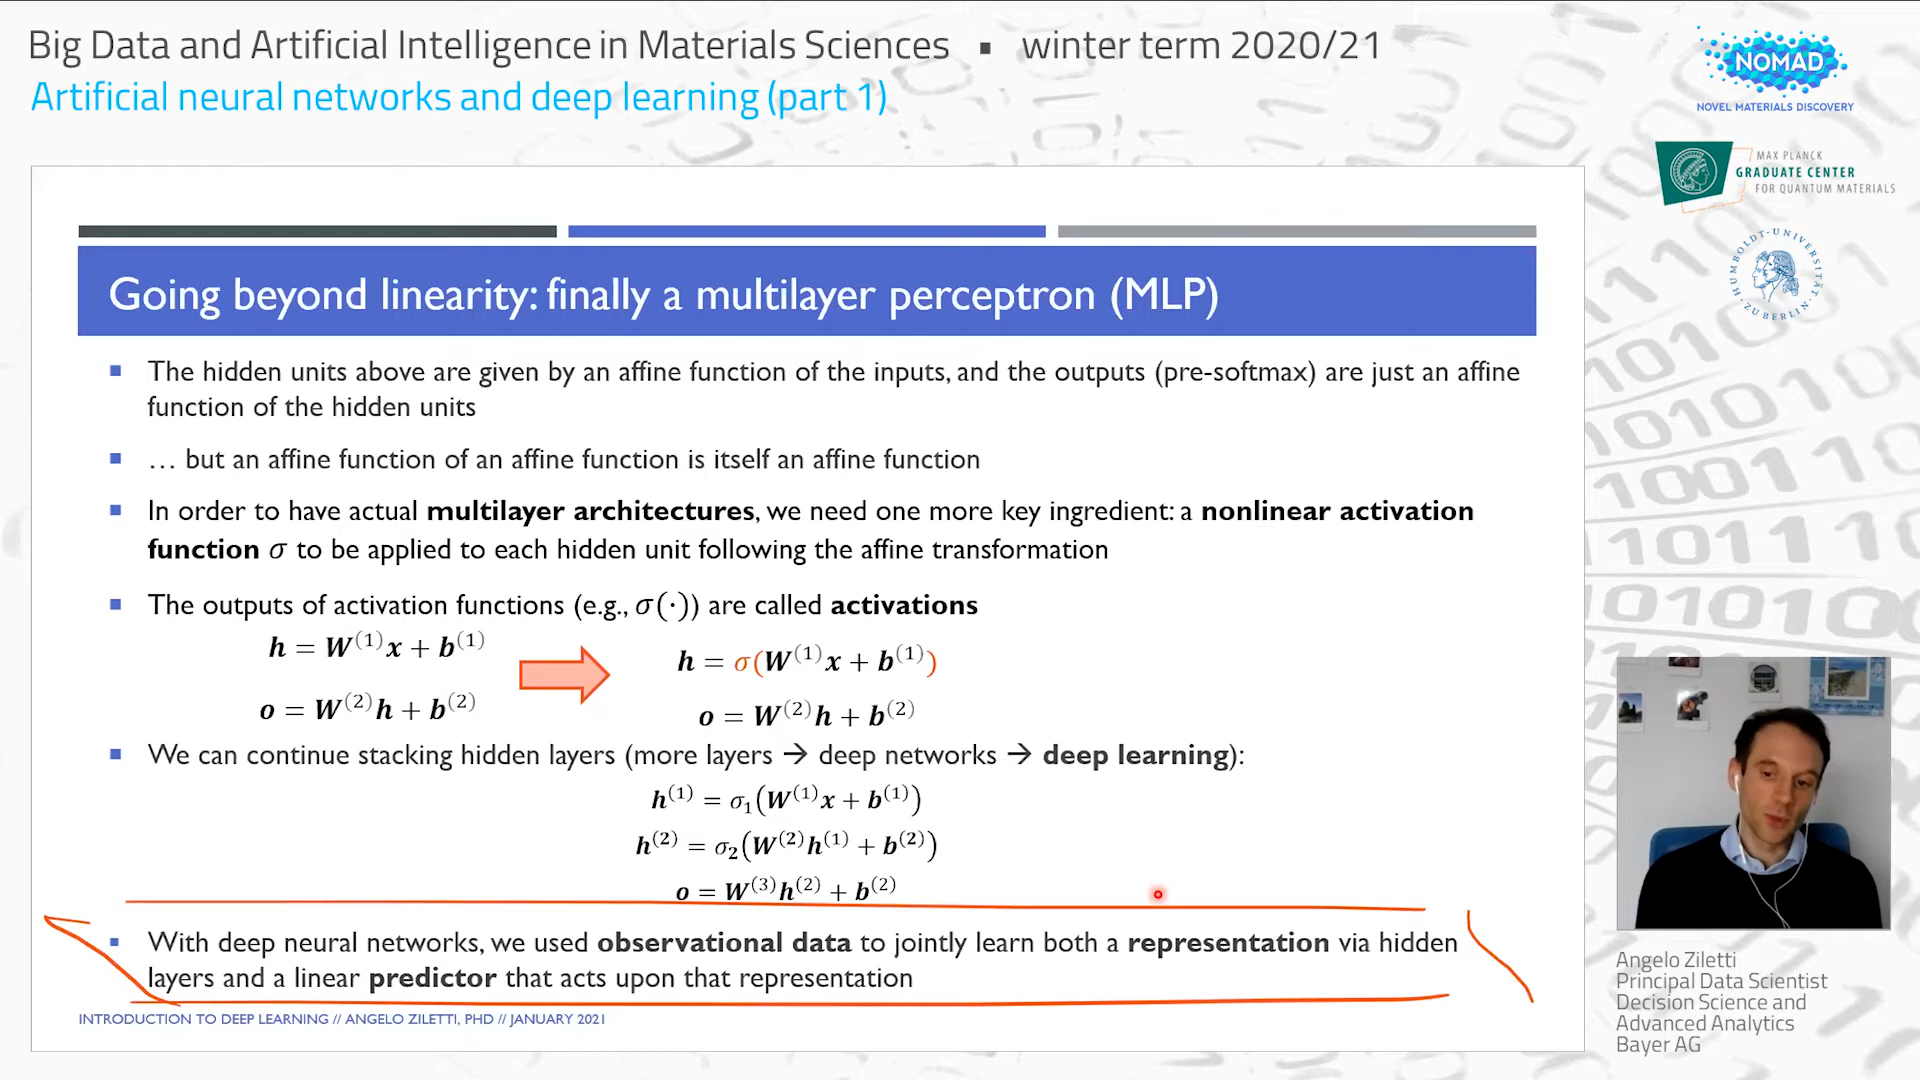 Big Data and Artificial Intelligence in Materials Sciences ▪ winter term 2020/21
Artificial neural networks and deep learning (part 1)
NOMAD
NOVEL MATERIALS DISCOVERY
MAX PLANCK
GRADUATE CENTER
FOR QUANTUM MATERIALS
HUMBOLDT-UNIVERSITÄT
ZU BERLIN
Going beyond linearity: finally a multilayer perceptron (MLP)
▪ The hidden units above are given by an affine function of the inputs, and the outputs (pre-softmax) are just an affine
function of the hidden units
▪ … but an affine function of an affine function is itself an affine function
▪ In order to have actual multilayer architectures, we need one more key ingredient: a nonlinear activation
function σ to be applied to each hidden unit following the affine transformation
▪ The outputs of activation functions (e.g., σ(·)) are called activations
h = W⁽¹⁾x + b⁽¹⁾
o = W⁽²⁾h + b⁽²⁾
h = σ(W⁽¹⁾x + b⁽¹⁾)
o = W⁽²⁾h + b⁽²⁾
▪ We can continue stacking hidden layers (more layers → deep networks → deep learning):
h⁽¹⁾ = σ₁(W⁽¹⁾x + b⁽¹⁾)
h⁽²⁾ = σ₂(W⁽²⁾h⁽¹⁾ + b⁽²⁾)
o = W⁽³⁾h⁽²⁾ + b⁽²⁾
▪ With deep neural networks, we used observational data to jointly learn both a representation via hidden
layers and a linear predictor that acts upon that representation
INTRODUCTION TO DEEP LEARNING // ANGELO ZILETTI, PHD // JANUARY 2021
Angelo Ziletti
Principal Data Scientist
Decision Science and
Advanced Analytics
Bayer AG